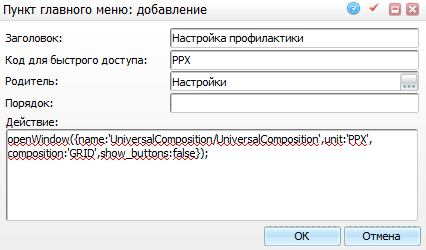 Пункт главного меню: добавление
Заголовок: Настройка профилактики
Код для быстрого доступа: PPX
Родитель: Настройки ...
Порядок:
Действие:
openWindow({name:'UniversalComposition/UniversalComposition',unit:'PPX',
composition:'GRID',show_buttons:false});
OK Отмена